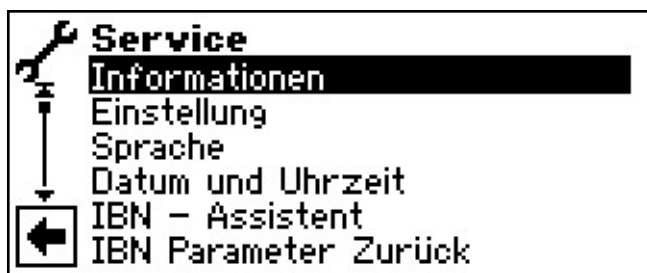 Service
Informationen
Einstellung
Sprache
Datum und Uhrzeit
IBN - Assistent
IBN Parameter Zurück